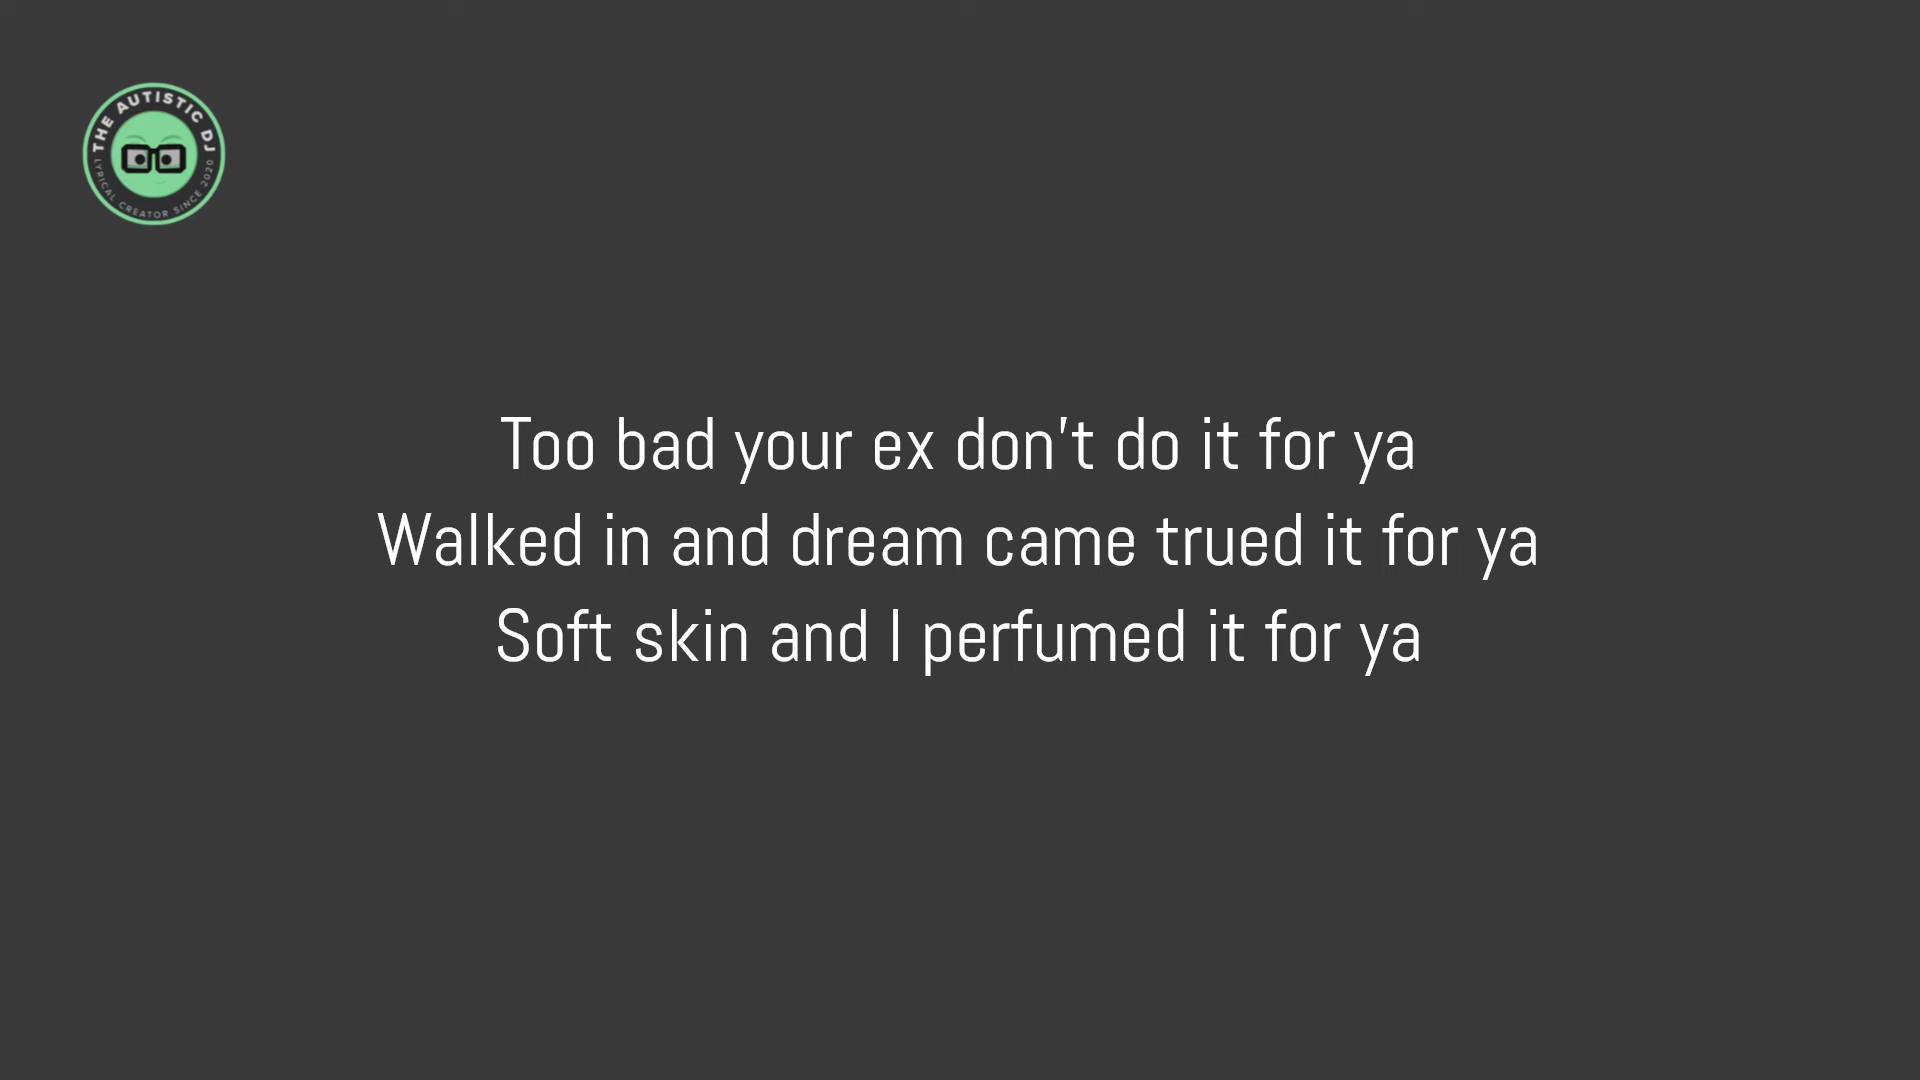 THE AUTISTIC DJ
LYRICAL CREATOR SINCE 2020
Too bad your ex don't do it for ya
Walked in and dream came trued it for ya
Soft skin and I perfumed it for ya